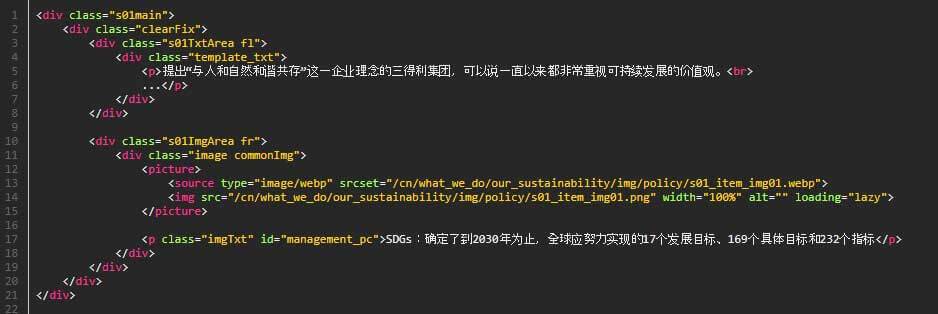 1 <div class="s01main">
2     <div class="clearFix">
3         <div class="s01TxtArea fl">
4             <div class="template_txt">
5                 <p>提出“与人和自然和谐共存”这一企业理念的三得利集团，可以说一直以来都非常重视可持续发展的价值观。<br>
6                 ...</p>
7             </div>
8         </div>
9
10         <div class="s01ImgArea fr">
11             <div class="image commonImg">
12                 <picture>
13                     <source type="image/webp" srcset="/cn/what_we_do/our_sustainability/img/policy/s01_item_img01.webp">
14                     <img src="/cn/what_we_do/our_sustainability/img/policy/s01_item_img01.png" width="100%" alt="" loading="lazy">
15                 </picture>
16
17                 <p class="imgTxt" id="management_pc">SDGs：确定了到2030年为止，全球应努力实现的17个发展目标、169个具体目标和232个指标</p>
18             </div>
19         </div>
20     </div>
21 </div>
22